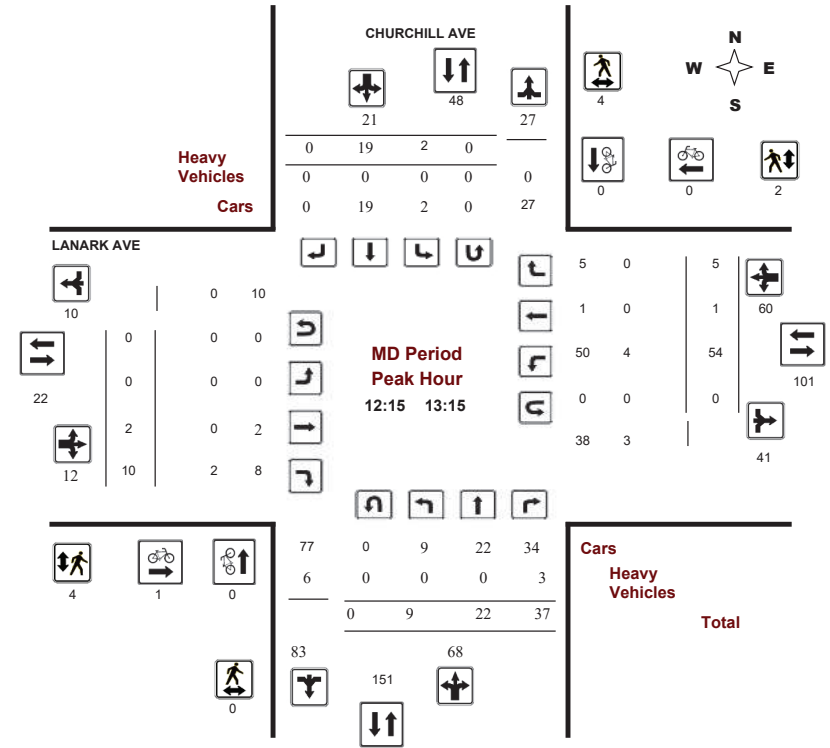 CHURCHILL AVE
N
W E
S
48
4
21 27
0 19 2 0
Heavy
Vehicles
0 0 0 0 0
Cars
0 19 2 0 27
0 0 2
LANARK AVE
10
0 10
5 0 5
60
0 0 0
1 0 1
22
MD Period
Peak Hour
12:15 13:15
50 4 54
101
0 0 0
0 0 0
2 0 2
12
10 2 8
38 3
41
77 0 9 22 34
Cars
6 0 0 0 3
Heavy
Vehicles
4 1 0
0 9 22 37
Total
83 68
151
0